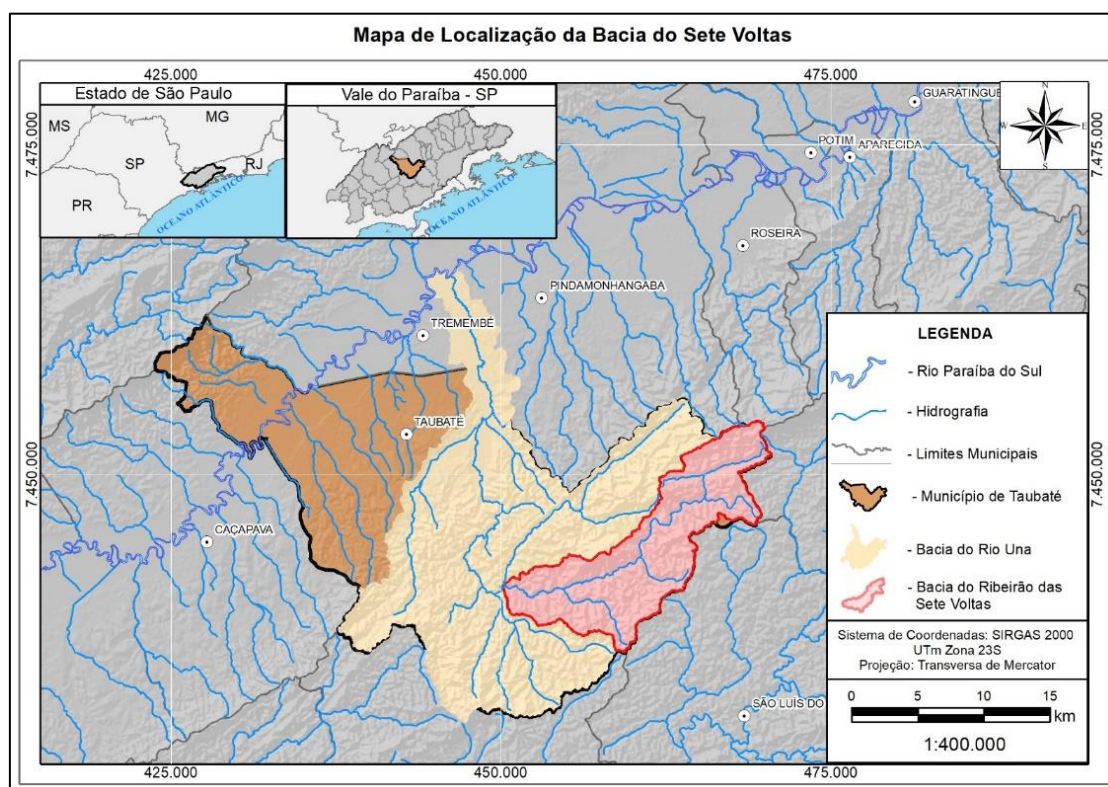 Mapa de Localização da Bacia do Sete Voltas
425.000
450.000
475.000
Estado de São Paulo
MS
MG
SP
RJ
PR
OCEANO ATLÂNTICO
Vale do Paraíba - SP
OCEANO ATLÂNTICO
N
W
E
S
7.475.000
7.475.000
GUARATINGUE
POTIM
APARECIDA
ROSEIRA
PINDAMONHANGABA
TREMEMBÉ
TAUBATÉ
CAÇAPAVA
SÃO LUÍS DO
7.450.000
7.450.000
LEGENDA
- Rio Paraíba do Sul
- Hidrografia
- Limites Municipais
- Município de Taubaté
- Bacia do Rio Una
- Bacia do Ribeirão das
Sete Voltas
Sistema de Coordenadas: SIRGAS 2000
UTm Zona 23S
Projeção: Transversa de Mercator
0 5 10 15
km
1:400.000
425.000
450.000
475.000